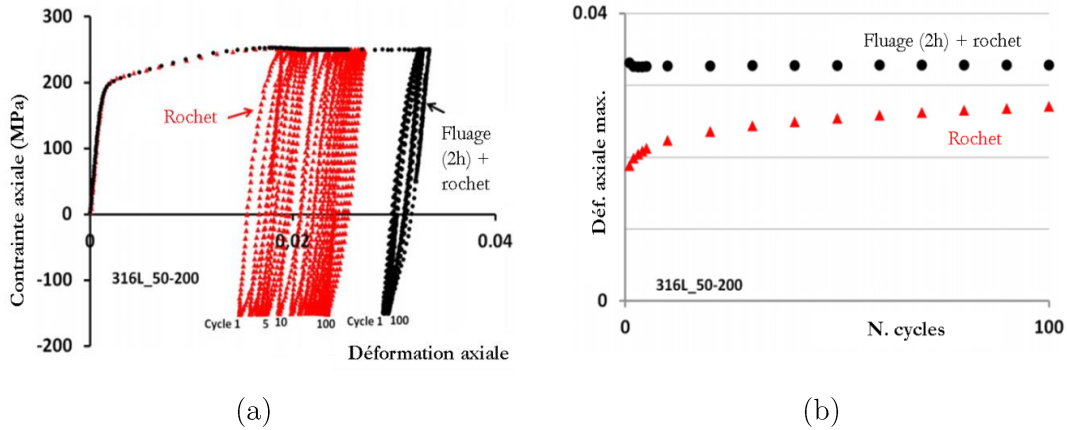 300
200
100
0
-100
-200
Contrainte axiale (MPa)
Rochet
Fluage
(2h) +
rochet
0
0,02
0.04
316L_50-200
Cycle 1
5
10
100
Cycle 1
100
Déformation axiale
(a)
0.04
Déf. axiale max.
Fluage (2h) + rochet
Rochet
316L_50-200
0
0
N. cycles
100
(b)